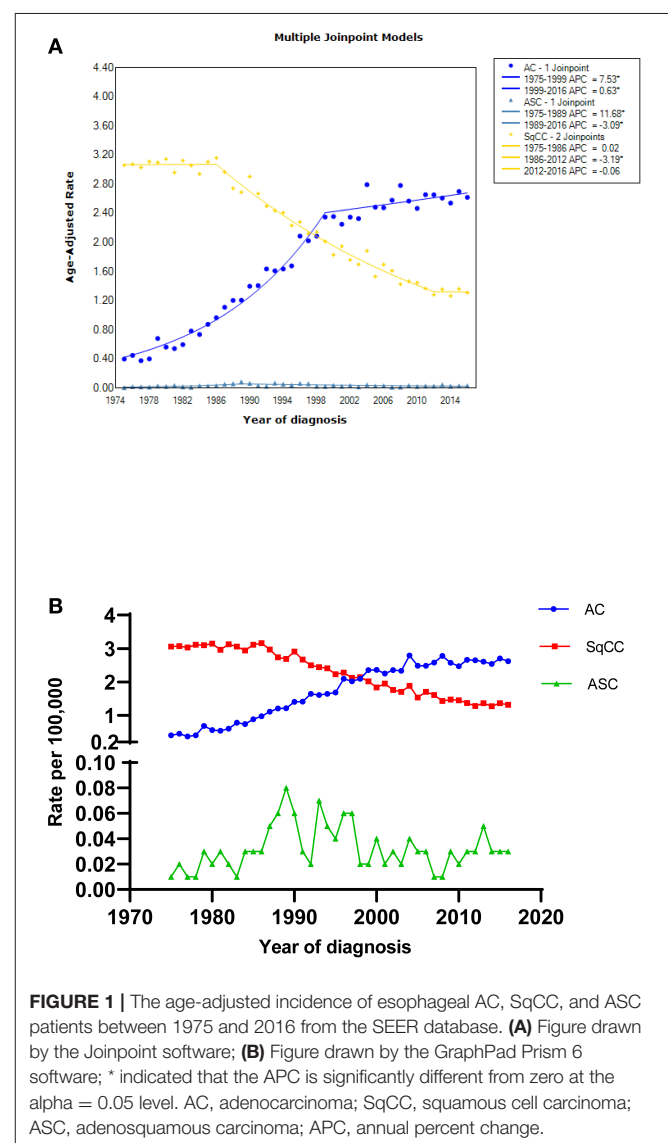 A
Multiple Joinpoint Models
4.40
4.00
3.60
3.20
2.80
2.40
2.00
1.60
1.20
0.80
0.40
0.00
Age-Adjusted Rate
1974 1978 1982 1986 1990 1994 1998 2002 2006 2010 2014
Year of diagnosis
AC - 1 Joinpoint
1975-1999 APC = 7.53*
1999-2016 APC = 0.63*
ASC - 1 Joinpoint
1975-1989 APC = 11.68*
1989-2016 APC = -3.09*
SqCC - 2 Joinpoints
1975-1986 APC = 0.02
1986-2012 APC = -3.19*
2012-2016 APC = -0.06
B
4
3
2
1
0.2
0.10
0.08
0.06
0.04
0.02
0.00
Rate per 100,000
1970 1980 1990 2000 2010 2020
Year of diagnosis
AC
SqCC
ASC
FIGURE 1 | The age-adjusted incidence of esophageal AC, SqCC, and ASC
patients between 1975 and 2016 from the SEER database. (A) Figure drawn
by the Joinpoint software; (B) Figure drawn by the GraphPad Prism 6
software; * indicated that the APC is significantly different from zero at the
alpha = 0.05 level. AC, adenocarcinoma; SqCC, squamous cell carcinoma;
ASC, adenosquamous carcinoma; APC, annual percent change.